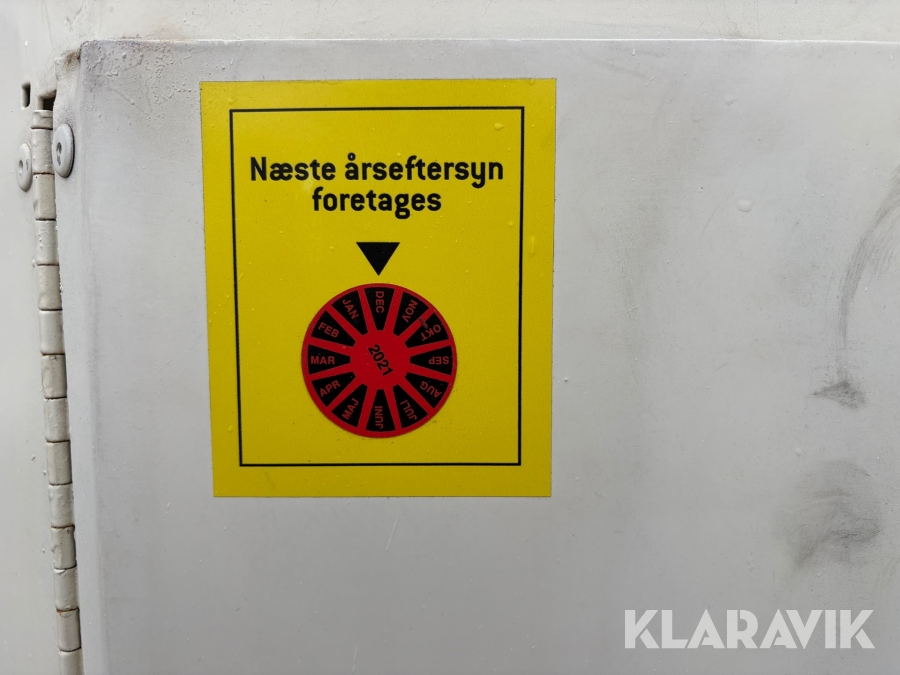 Næste årseftersyn
foretages
DEC
NOV
OKT
SEP
AUG
JULI
JUNI
MAJ
APR
MAR
FEB
JAN
2021
KLARAVIK